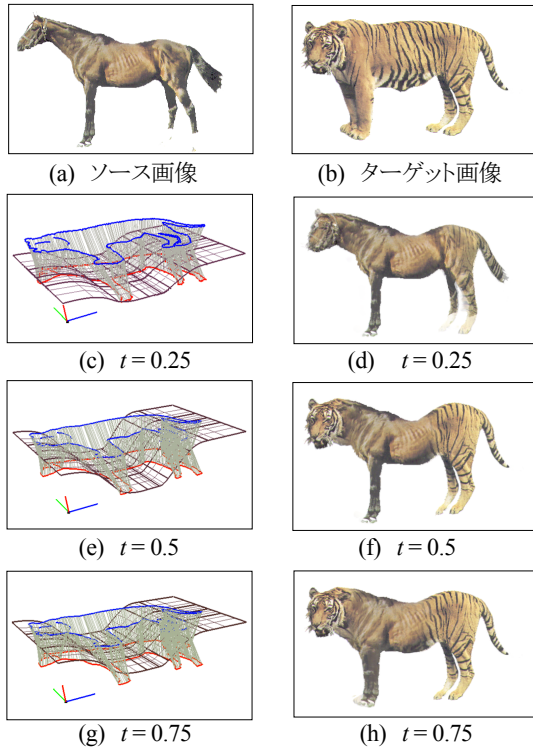 (a) ソース画像
(b) ターゲット画像
(c) t = 0.25
(d) t = 0.25
(e) t = 0.5
(f) t = 0.5
(g) t = 0.75
(h) t = 0.75